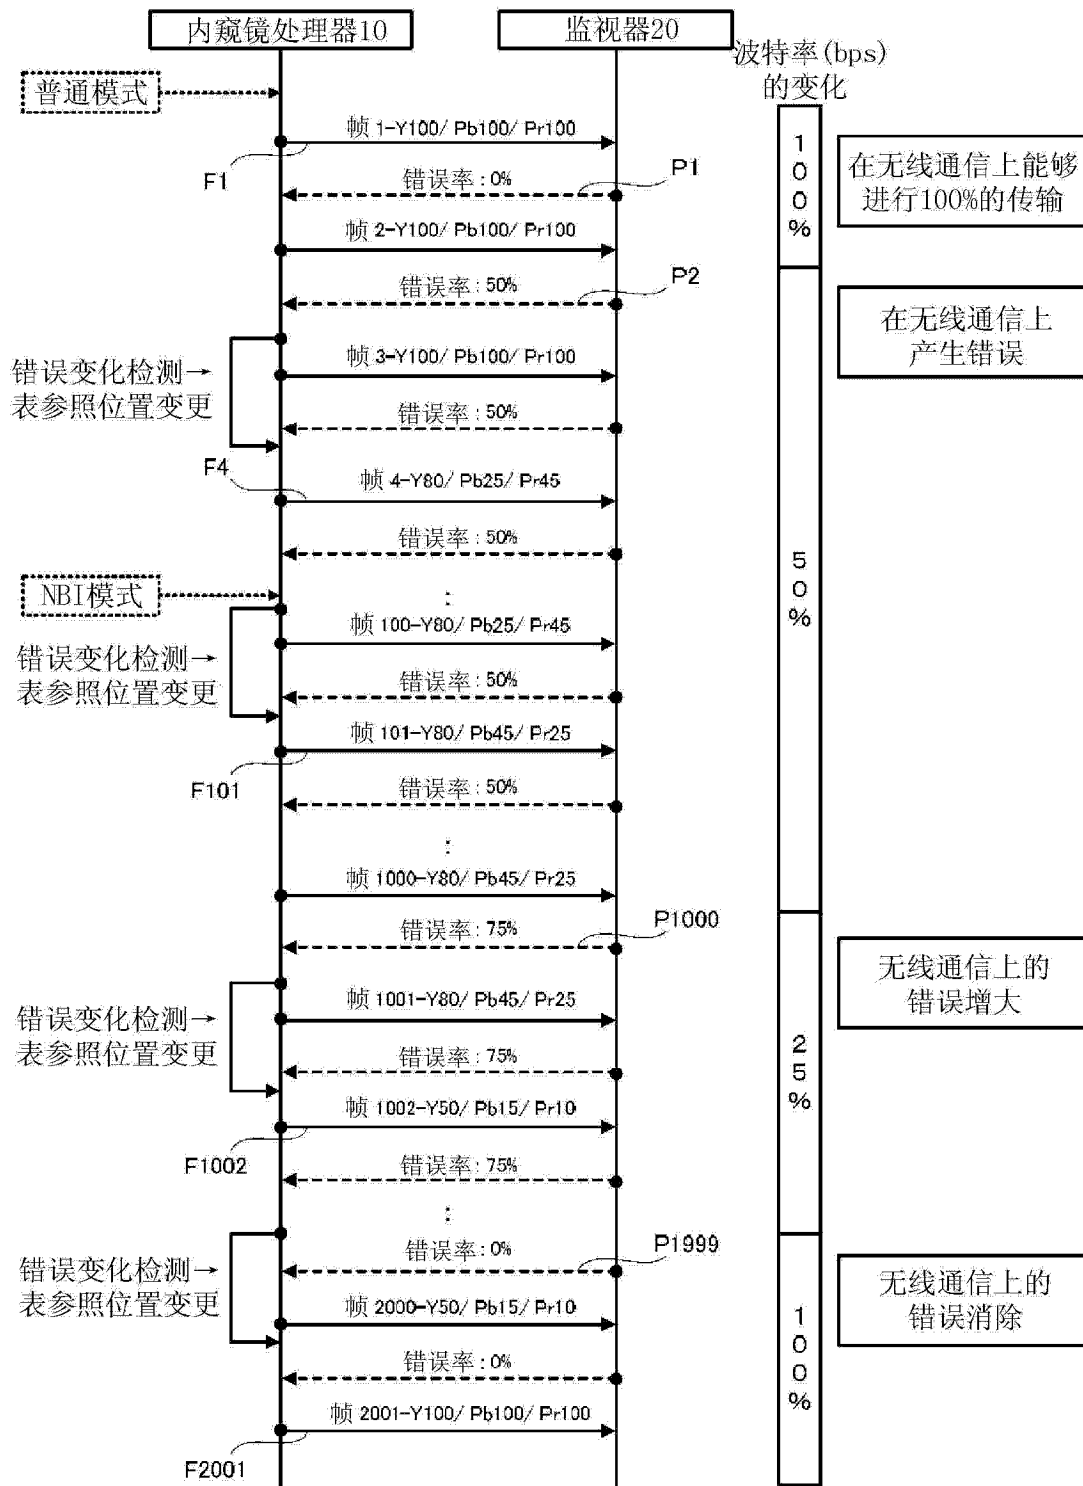 内窥镜处理器10
监视器20
波特率(bps)
的变化
普通模式
帧 1-Y100/ Pb100/ Pr100
F1
100%
在无线通信上能够
进行100%的传输
错误率:0%
P1
帧 2-Y100/ Pb100/ Pr100
错误率:50%
P2
在无线通信上
产生错误
错误变化检测→
表参照位置变更
帧 3-Y100/ Pb100/ Pr100
错误率:50%
F4
帧 4-Y80/ Pb25/ Pr45
错误率:50%
50%
NBI模式
:
错误变化检测→
表参照位置变更
帧 100-Y80/ Pb25/ Pr45
错误率:50%
帧 101-Y80/ Pb45/ Pr25
F101
错误率:50%
:
帧 1000-Y80/ Pb45/ Pr25
错误率:75%
P1000
无线通信上的
错误增大
错误变化检测→
表参照位置变更
帧 1001-Y80/ Pb45/ Pr25
错误率:75%
25%
帧 1002-Y50/ Pb15/ Pr10
F1002
错误率:75%
:
错误变化检测→
表参照位置变更
错误率:0%
P1999
无线通信上的
错误消除
帧 2000-Y50/ Pb15/ Pr10
错误率:0%
100%
帧 2001-Y100/ Pb100/ Pr100
F2001